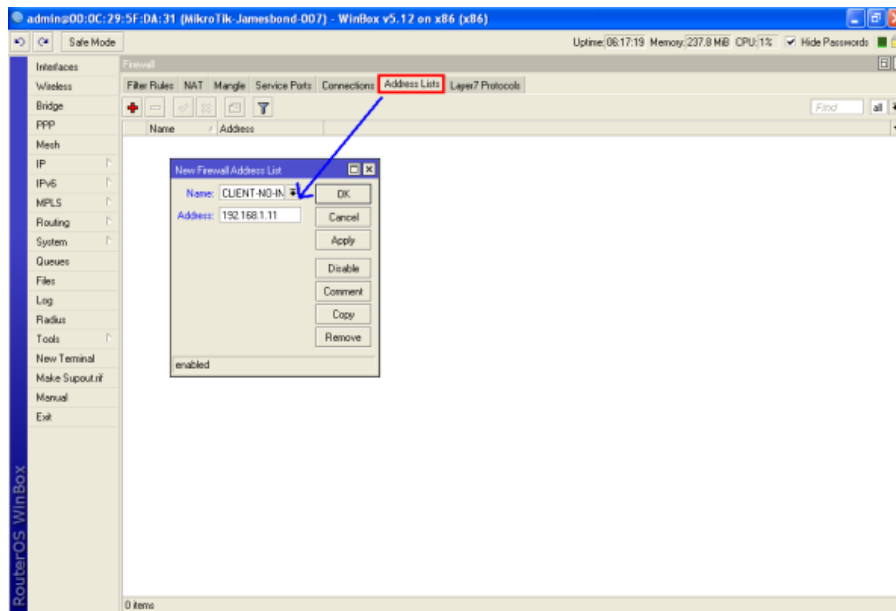 admin@00:0C:29:5F:DA:31 (MikroTik-Jamesbond-007) - WinBox v5.12 on x86 (x86)
Safe Mode
Uptime: 06:17:19 Memory: 237.8 MiB CPU: 1% Hide Passwords
Interfaces
Wireless
Bridge
PPP
Mesh
IP
IPv6
MPLS
Routing
System
Queues
Files
Log
Radius
Tools
New Terminal
Make Supout.rif
Manual
Exit
RouterOS WinBox
Firewall
Filter Rules NAT Mangle Service Ports Connections Address Lists Layer7 Protocols
Find all
Name Address
New Firewall Address List
Name: CLIENT-NO-IN
Address: 192.168.1.11
OK
Cancel
Apply
Disable
Comment
Copy
Remove
enabled
0 items